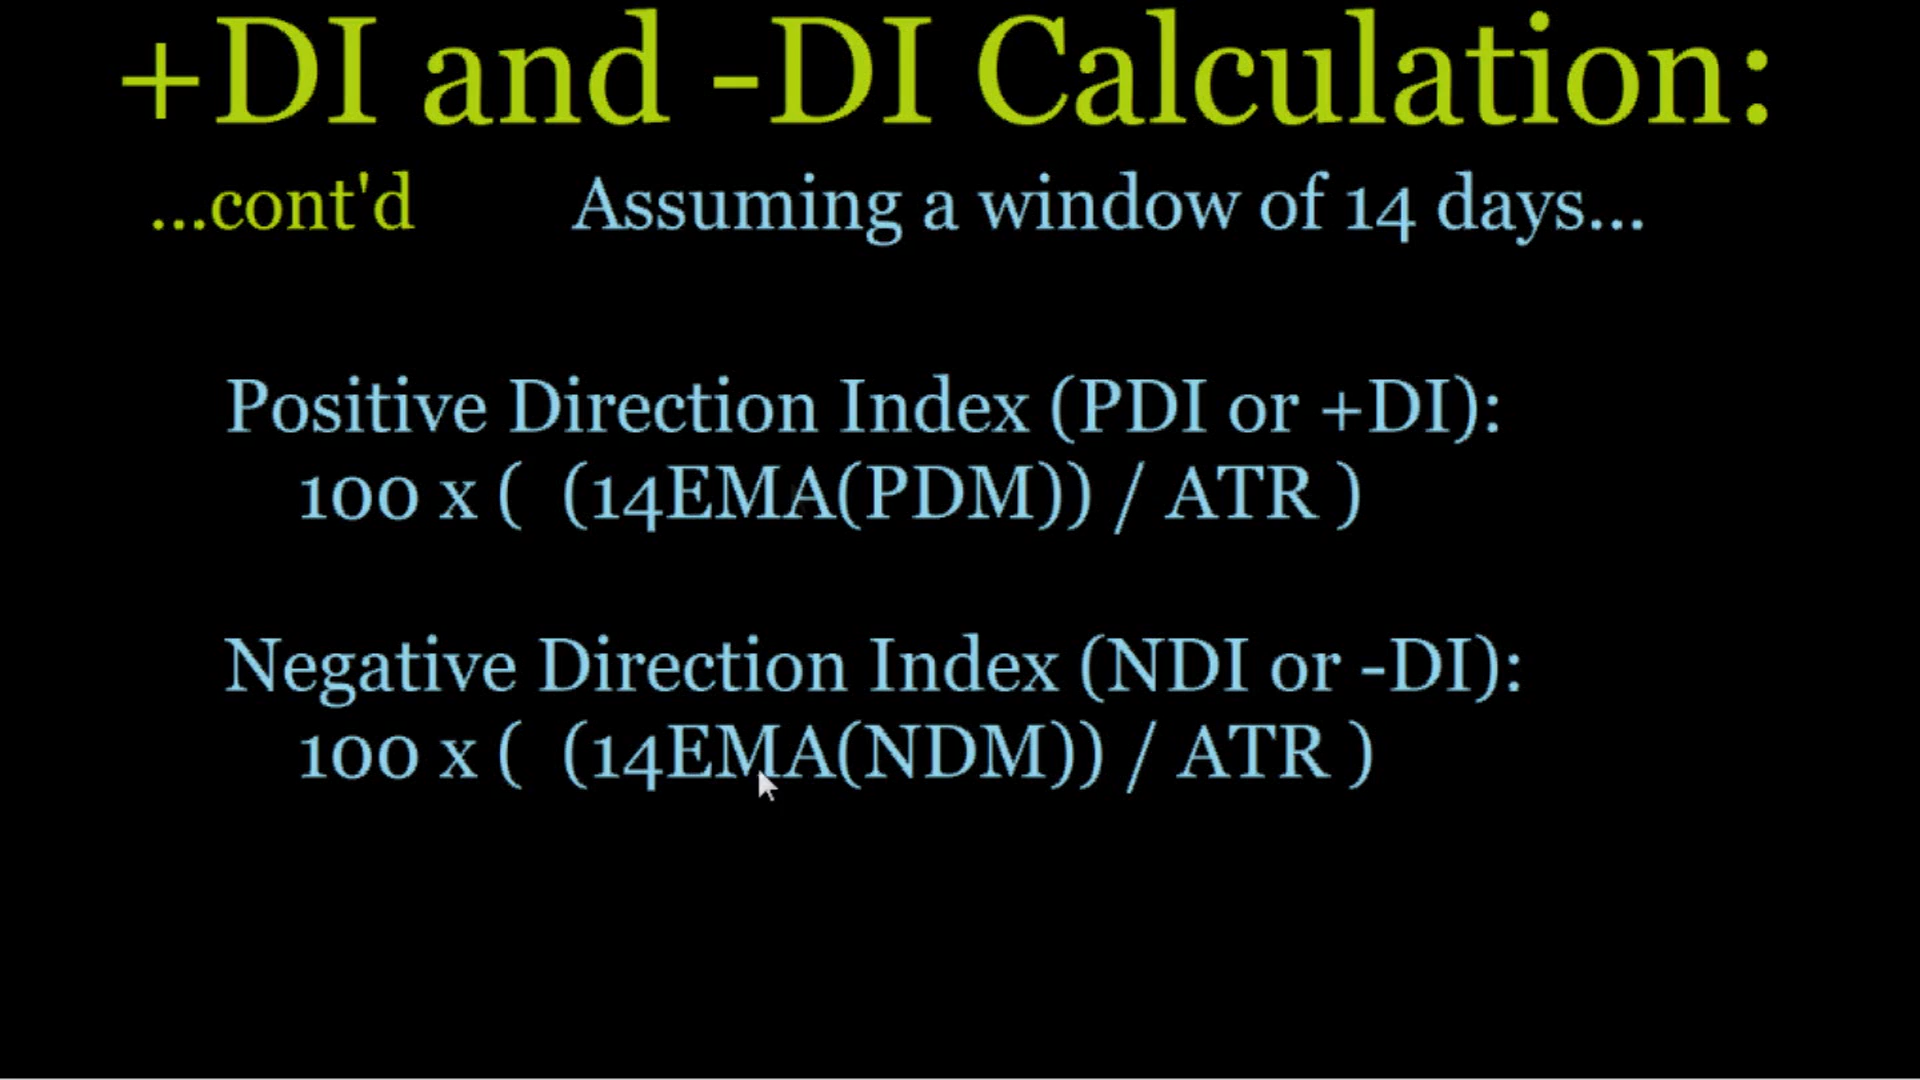 +DI and -DI Calculation:
...cont'd Assuming a window of 14 days...
Positive Direction Index (PDI or +DI):
100 x ( (14EMA(PDM)) / ATR )
Negative Direction Index (NDI or -DI):
100 x ( (14EMA(NDM)) / ATR )